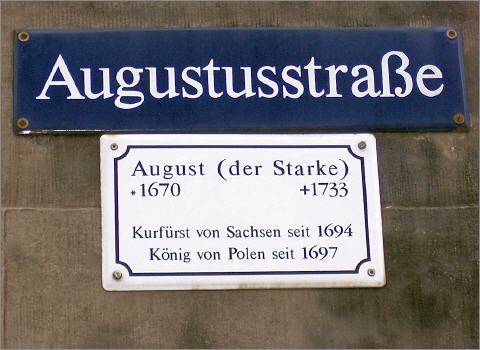 Augustusstraße
August (der Starke)
*1670 +1733
Kurfürst von Sachsen seit 1694
König von Polen seit 1697